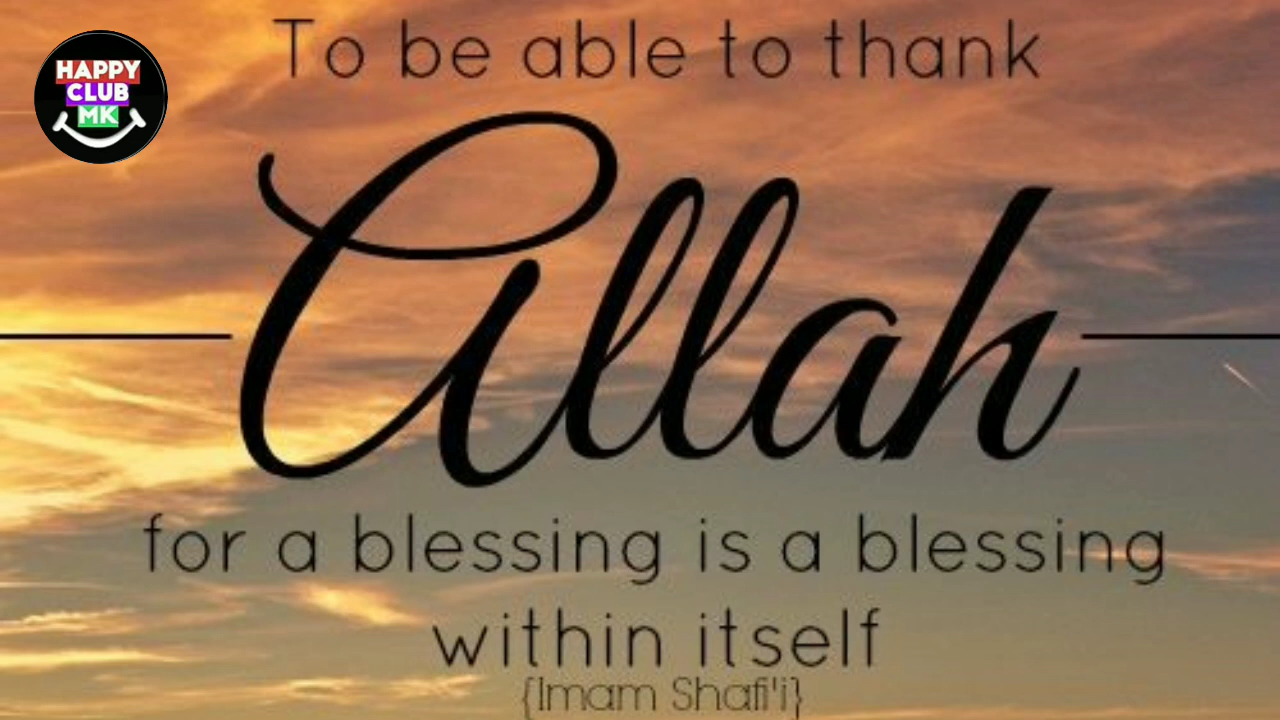 HAPPY
CLUB
MK
To be able to thank
Allah
for a blessing is a blessing
within itself
{Imam Shafi'i}